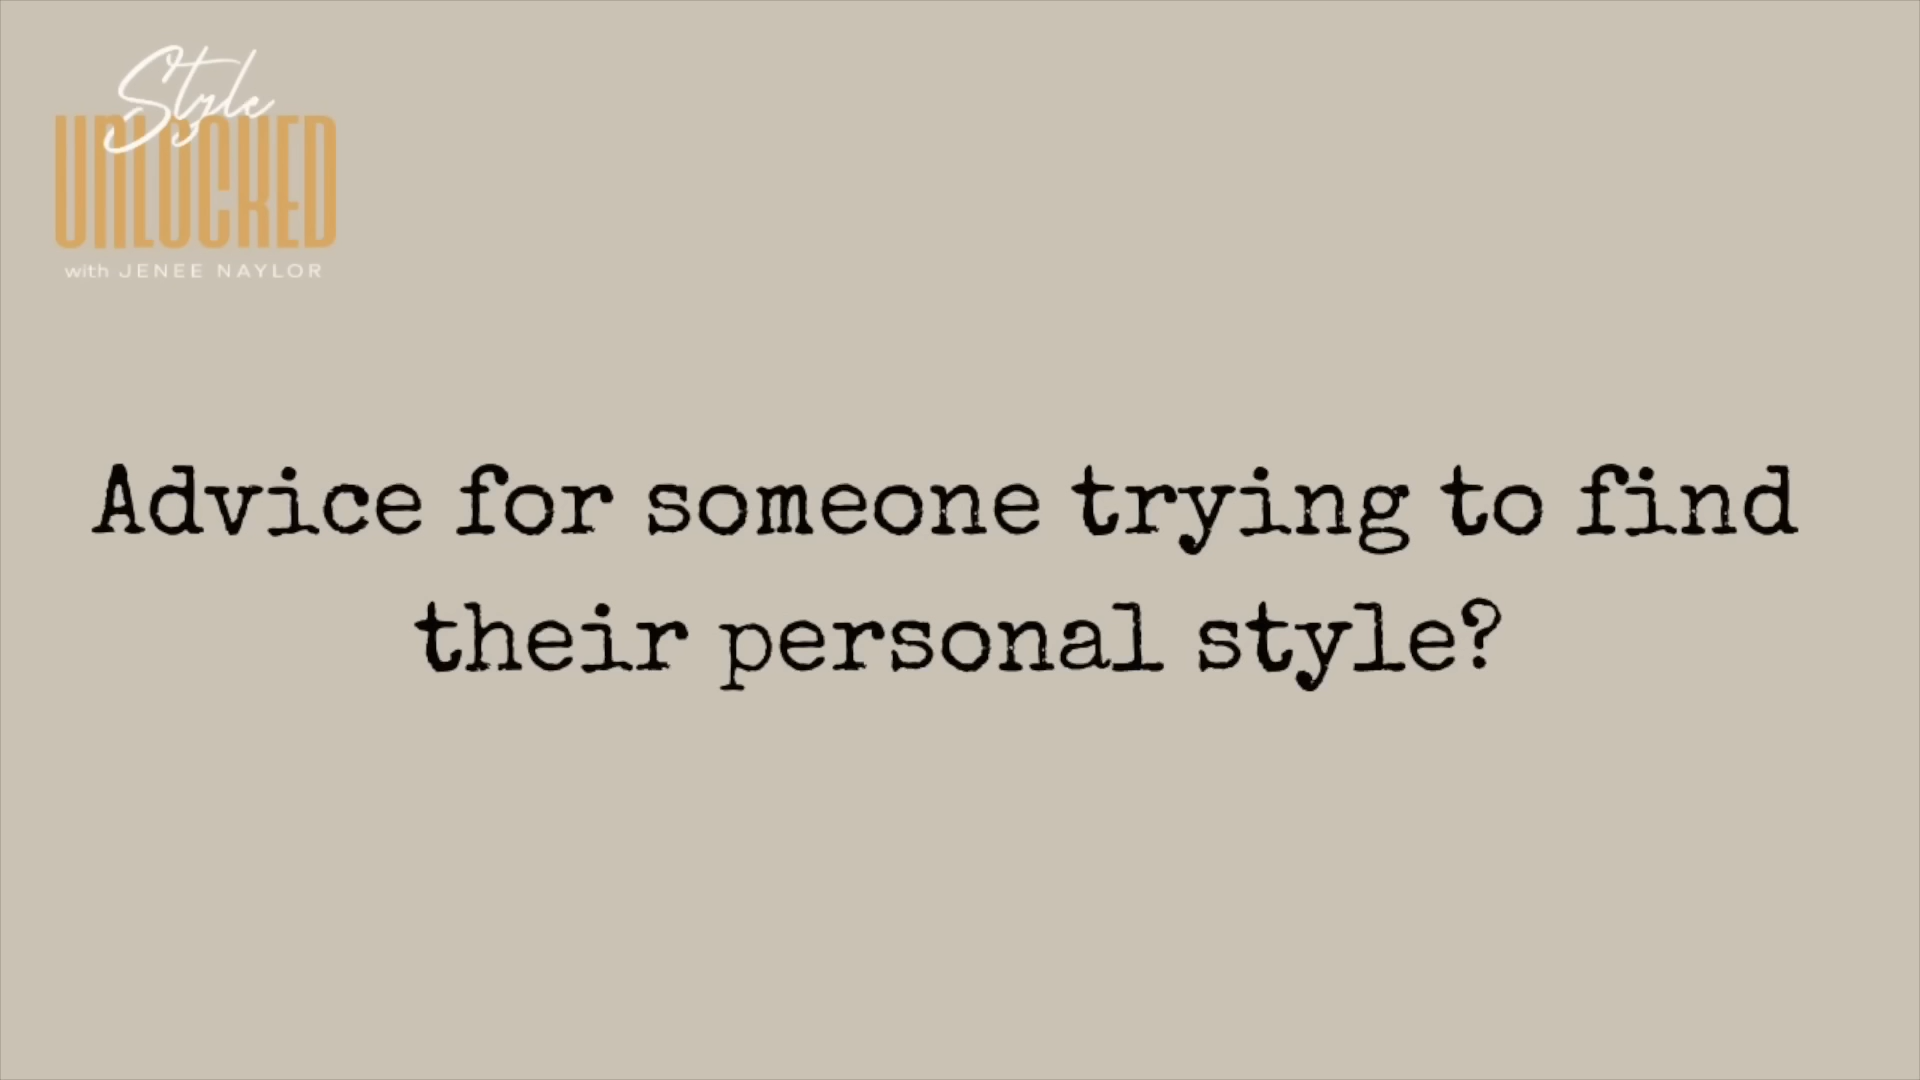 Style
UNLOCKED
with JENEE NAYLOR
Advice for someone trying to find
their personal style?